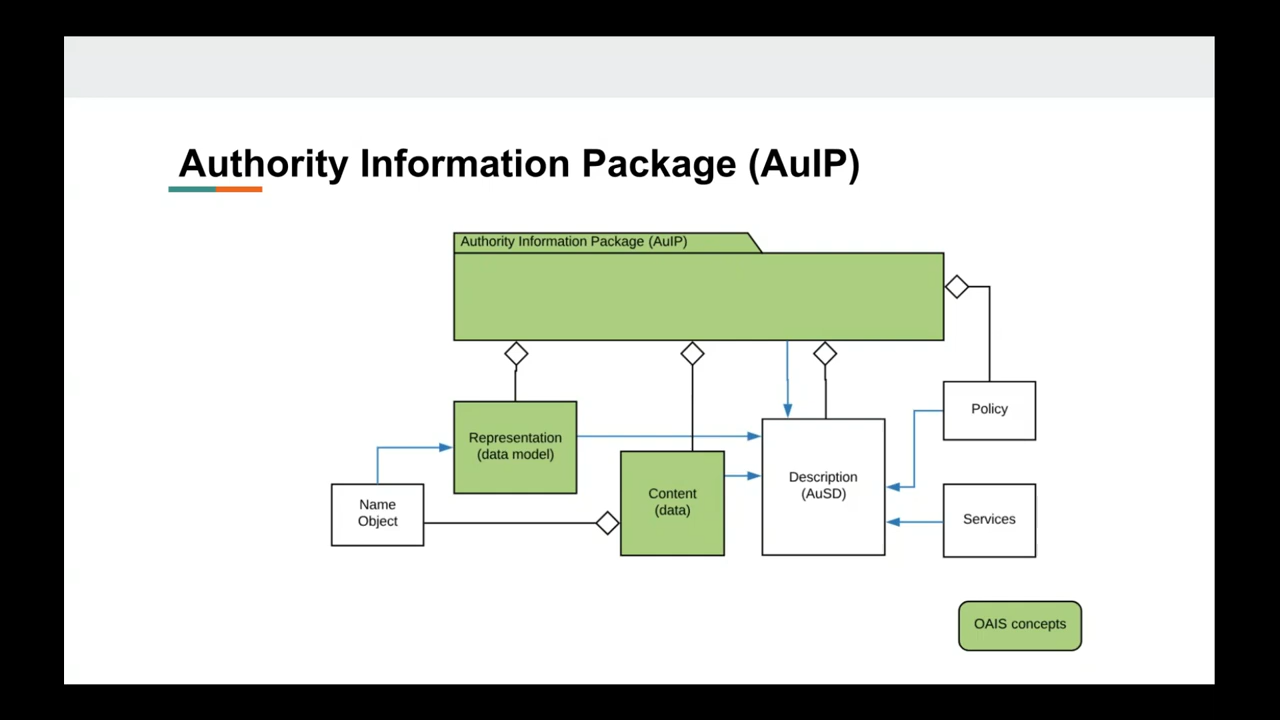 Authority Information Package (AuIP)
Authority Information Package (AuIP)
Representation
(data model)
Name
Object
Content
(data)
Description
(AuSD)
Policy
Services
OAIS concepts